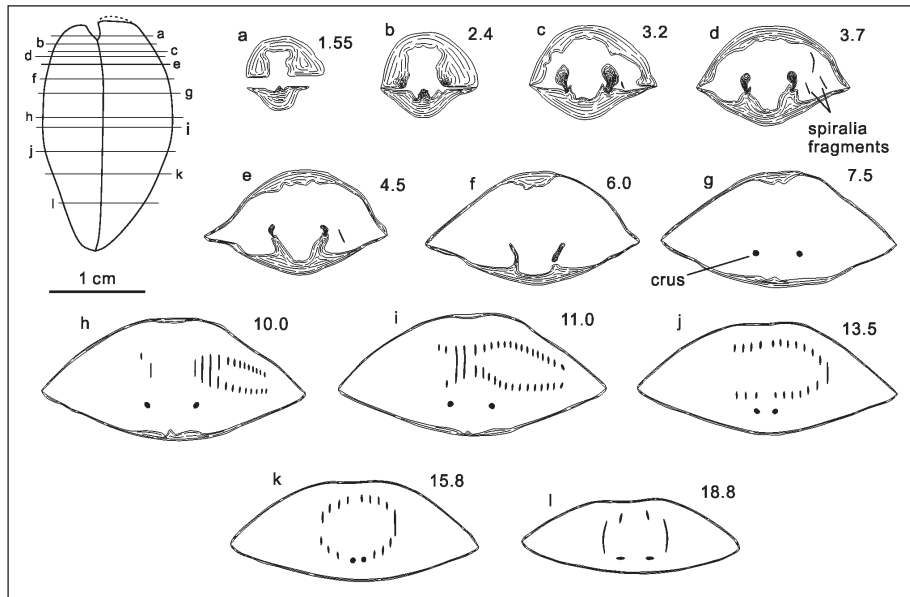 a
b
c
d
e
f
g
h
i
j
k
l
1 cm
a 1.55
b 2.4
c 3.2
d 3.7
spiralia
fragments
e 4.5
f 6.0
g 7.5
crus
h 10.0
i 11.0
j 13.5
k 15.8
l 18.8